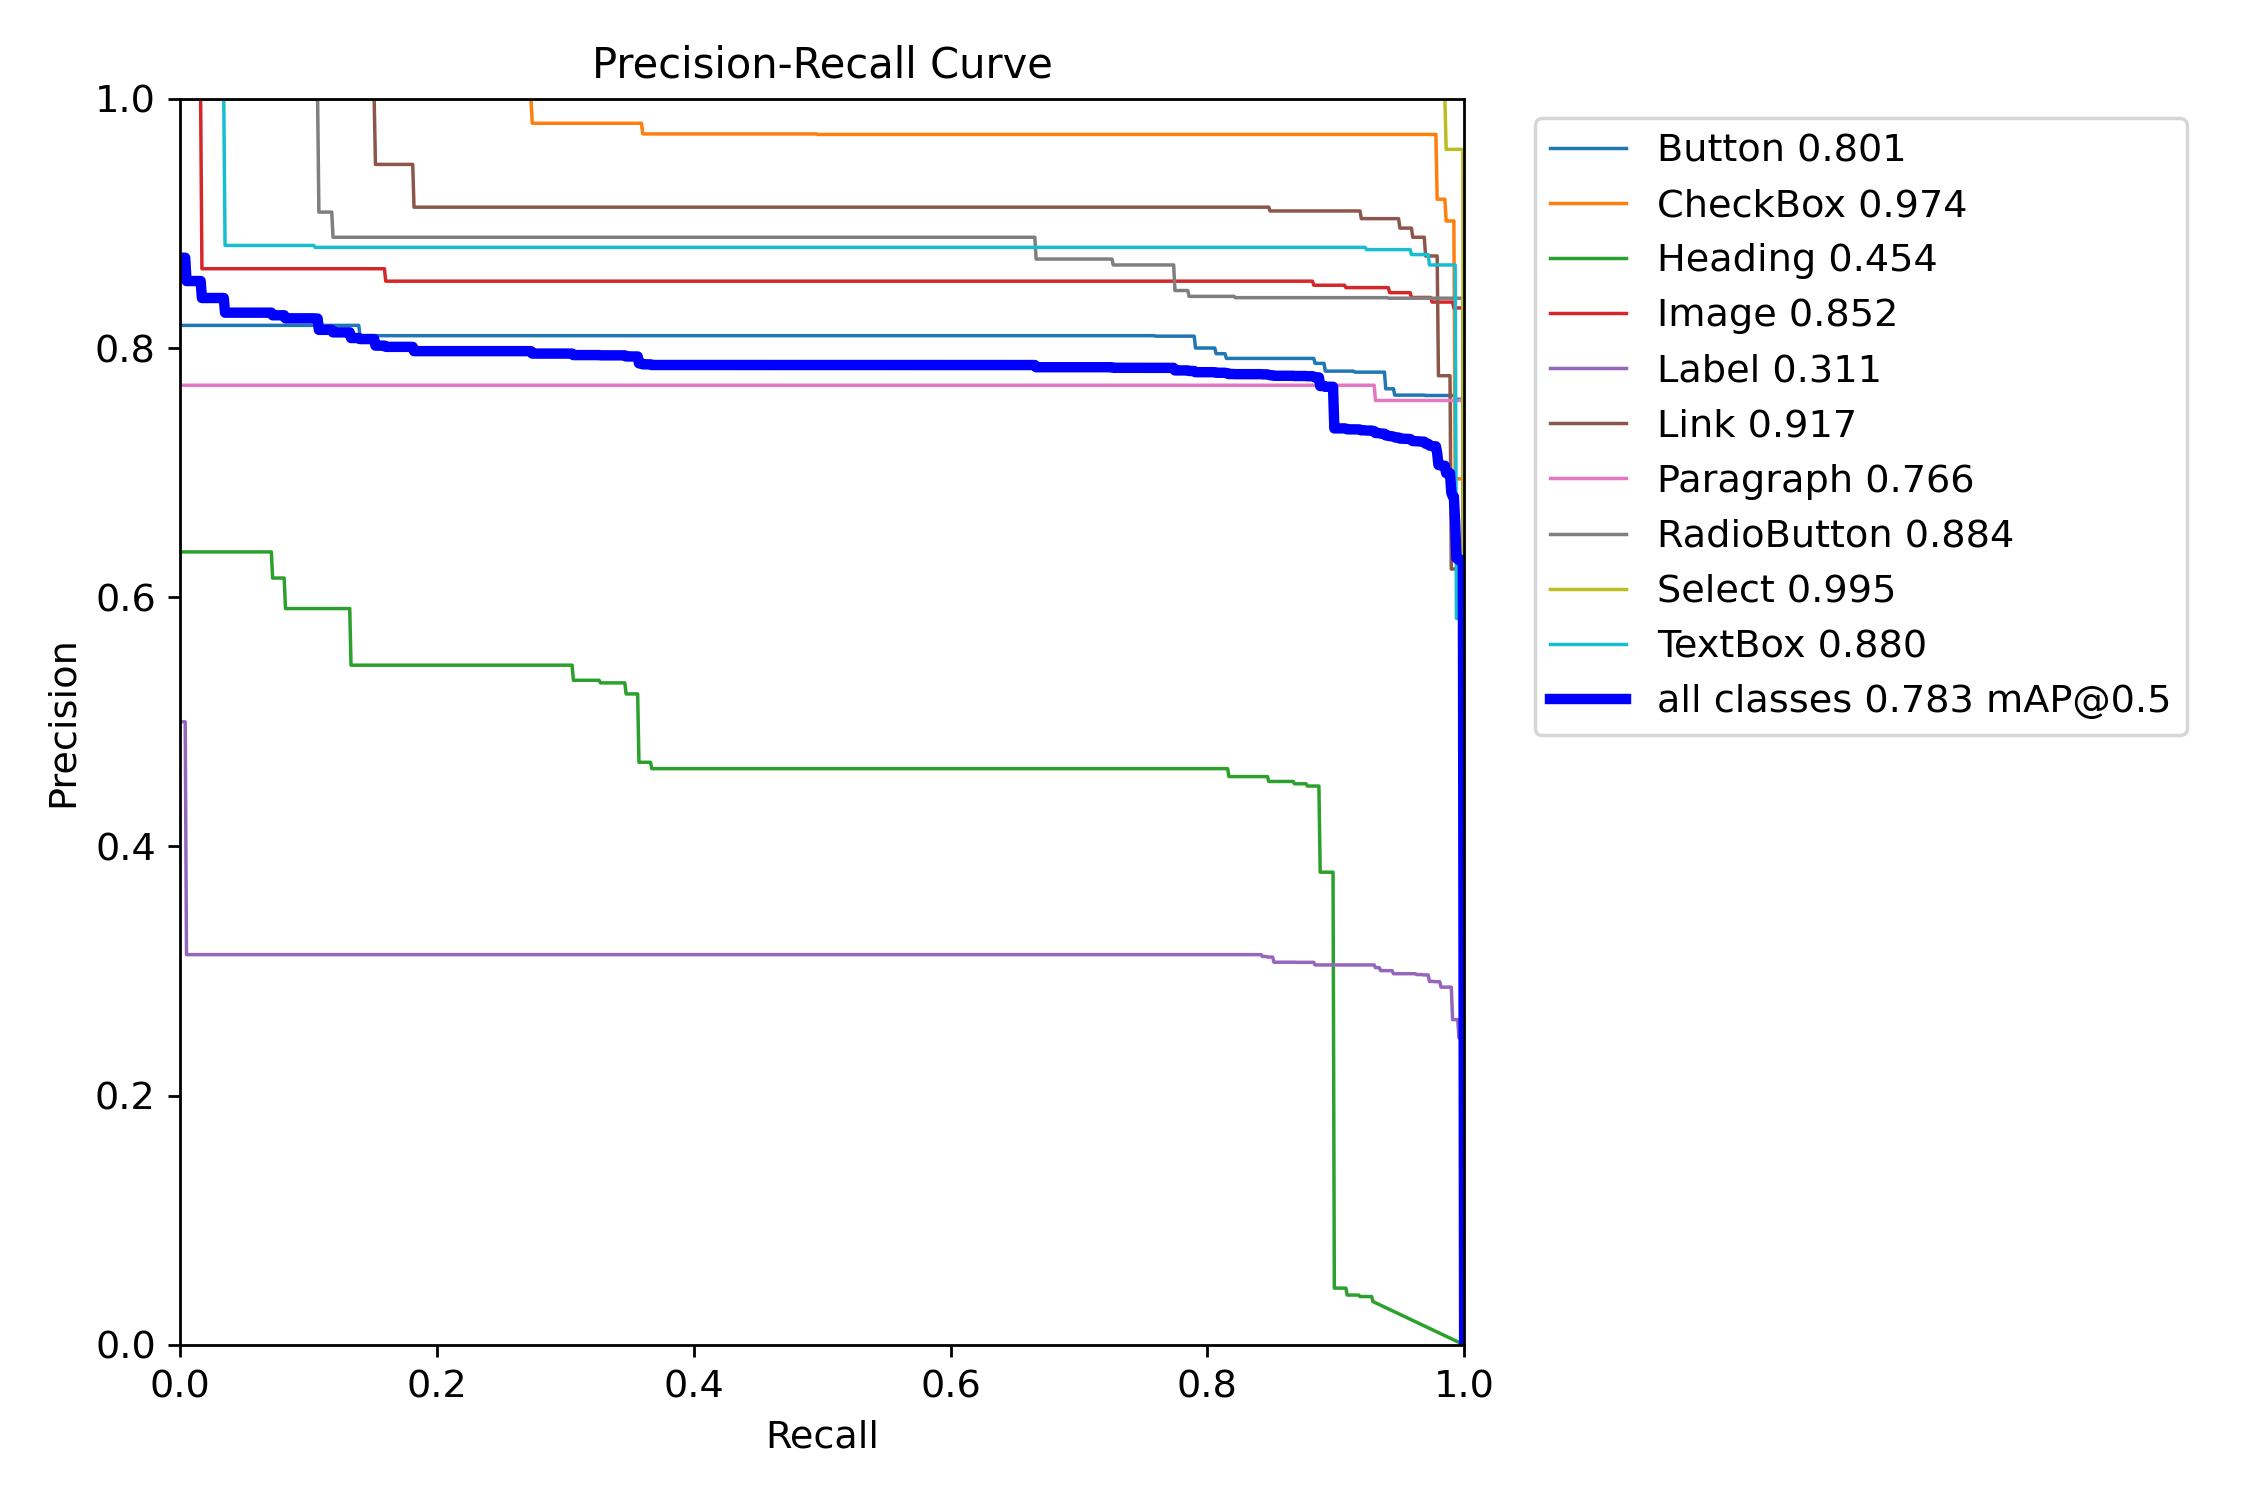 Precision-Recall Curve
1.0
0.8
0.6
0.4
0.2
0.0
Precision
0.0 0.2 0.4 0.6 0.8 1.0
Recall
Button 0.801
CheckBox 0.974
Heading 0.454
Image 0.852
Label 0.311
Link 0.917
Paragraph 0.766
RadioButton 0.884
Select 0.995
TextBox 0.880
all classes 0.783 mAP@0.5